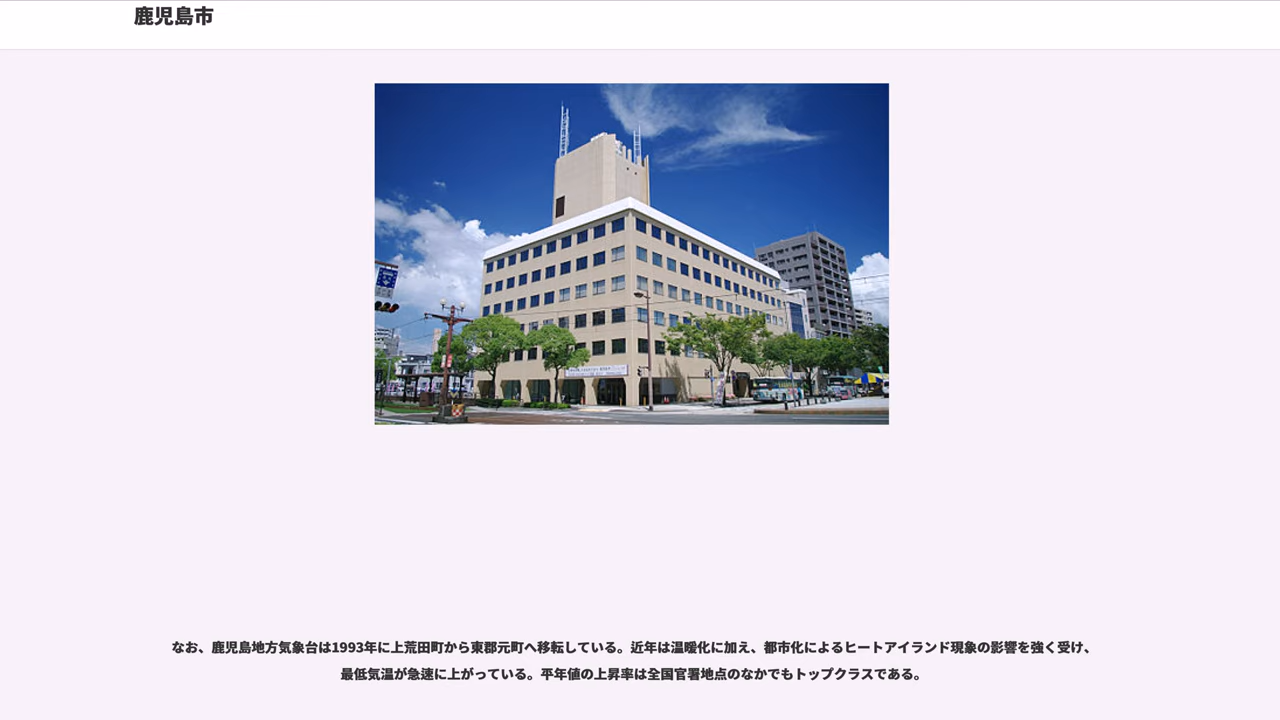 鹿児島市
なお、鹿児島地方気象台は1993年に上荒田町から東郡元町へ移転している。近年は温暖化に加え、都市化によるヒートアイランド現象の影響を強く受け、
最低気温が急速に上がっている。平年値の上昇率は全国官署地点のなかでもトップクラスである。